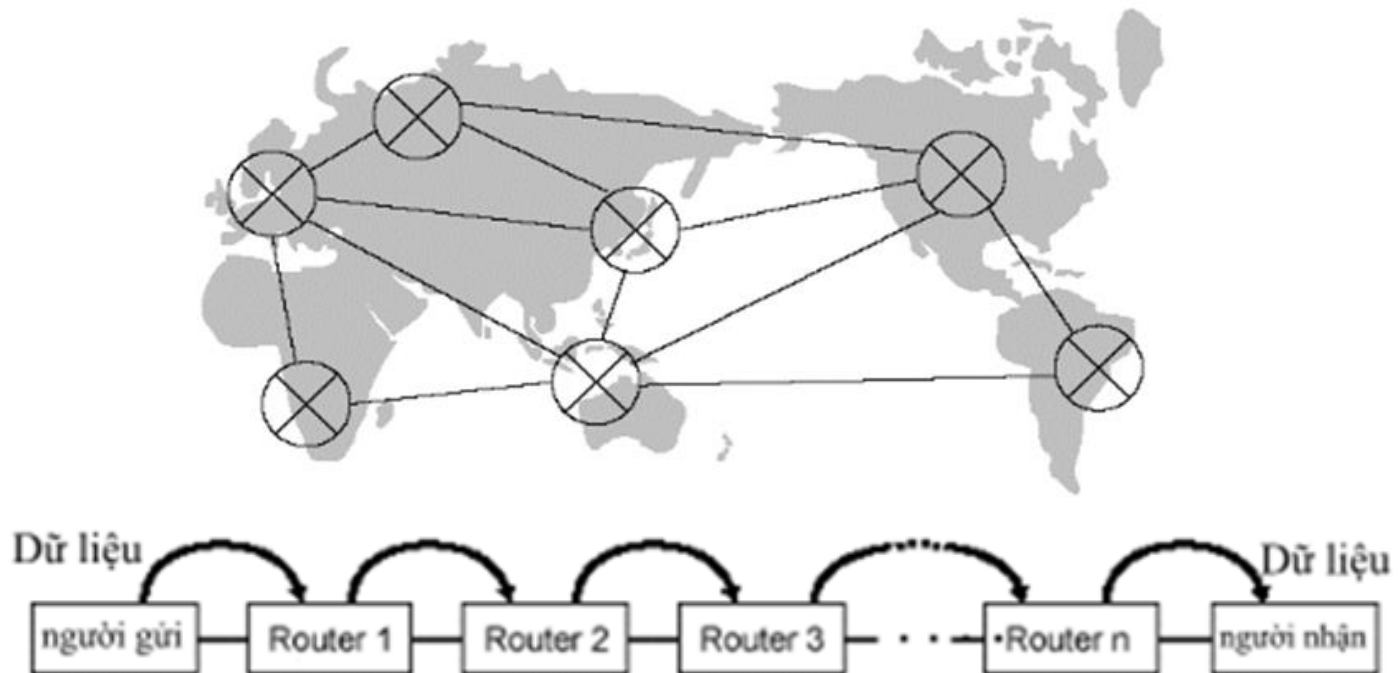 Dữ liệu
Dữ liệu
người gửi
Router 1
Router 2
Router 3
Router n
người nhận